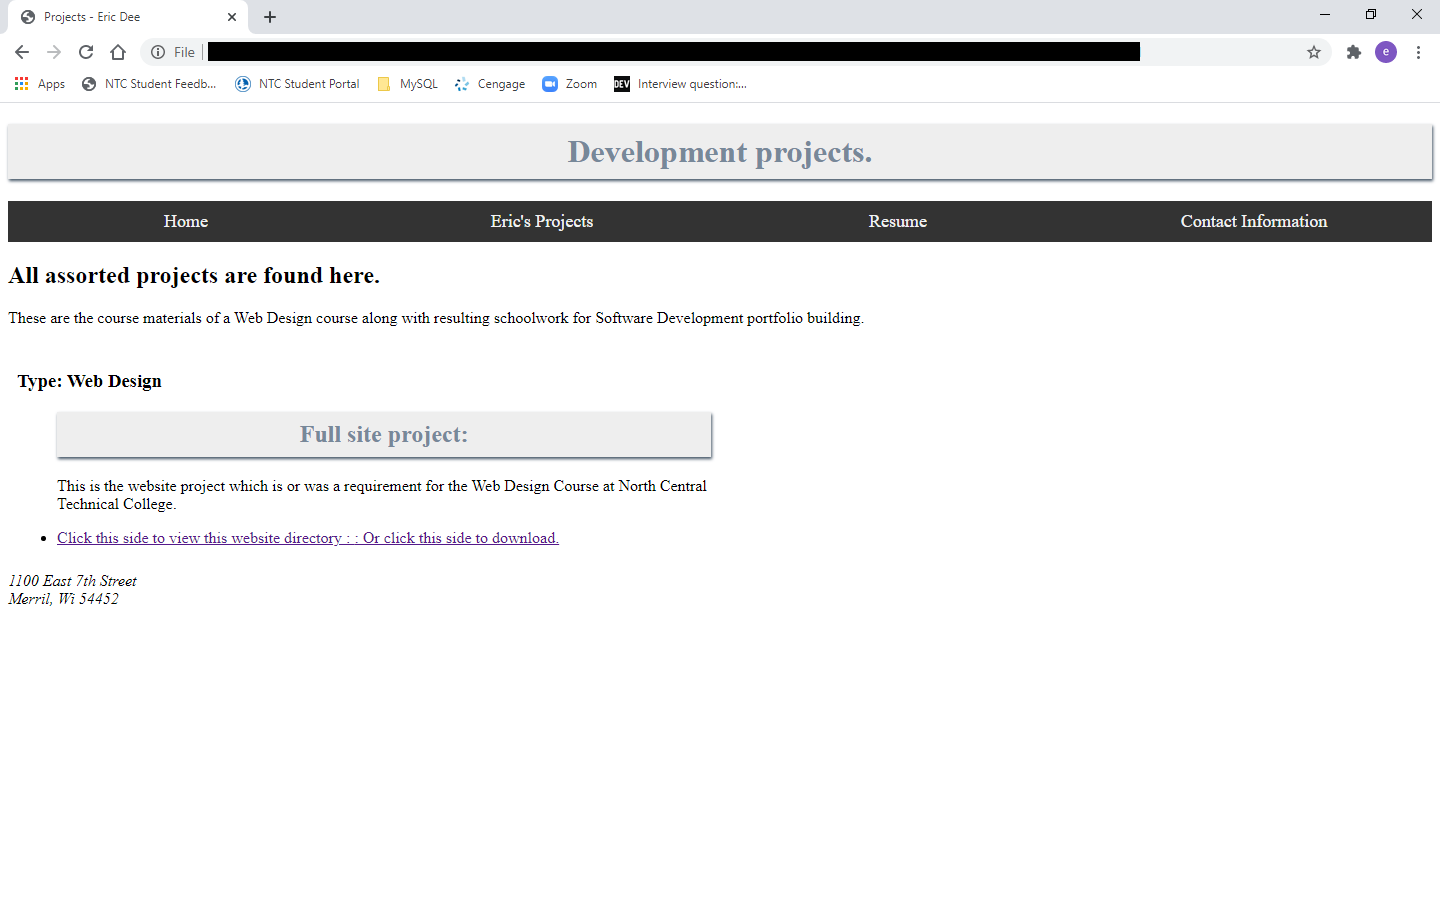 Projects - Eric Dee
File
Apps NTC Student Feedb... NTC Student Portal MySQL Cengage Zoom DEV Interview question:...
e
Development projects.
Home Eric's Projects Resume Contact Information
All assorted projects are found here.
These are the course materials of a Web Design course along with resulting schoolwork for Software Development portfolio building.
Type: Web Design
Full site project:
This is the website project which is or was a requirement for the Web Design Course at North Central
Technical College.
Click this side to view this website directory : : Or click this side to download.
1100 East 7th Street
Merril, Wi 54452